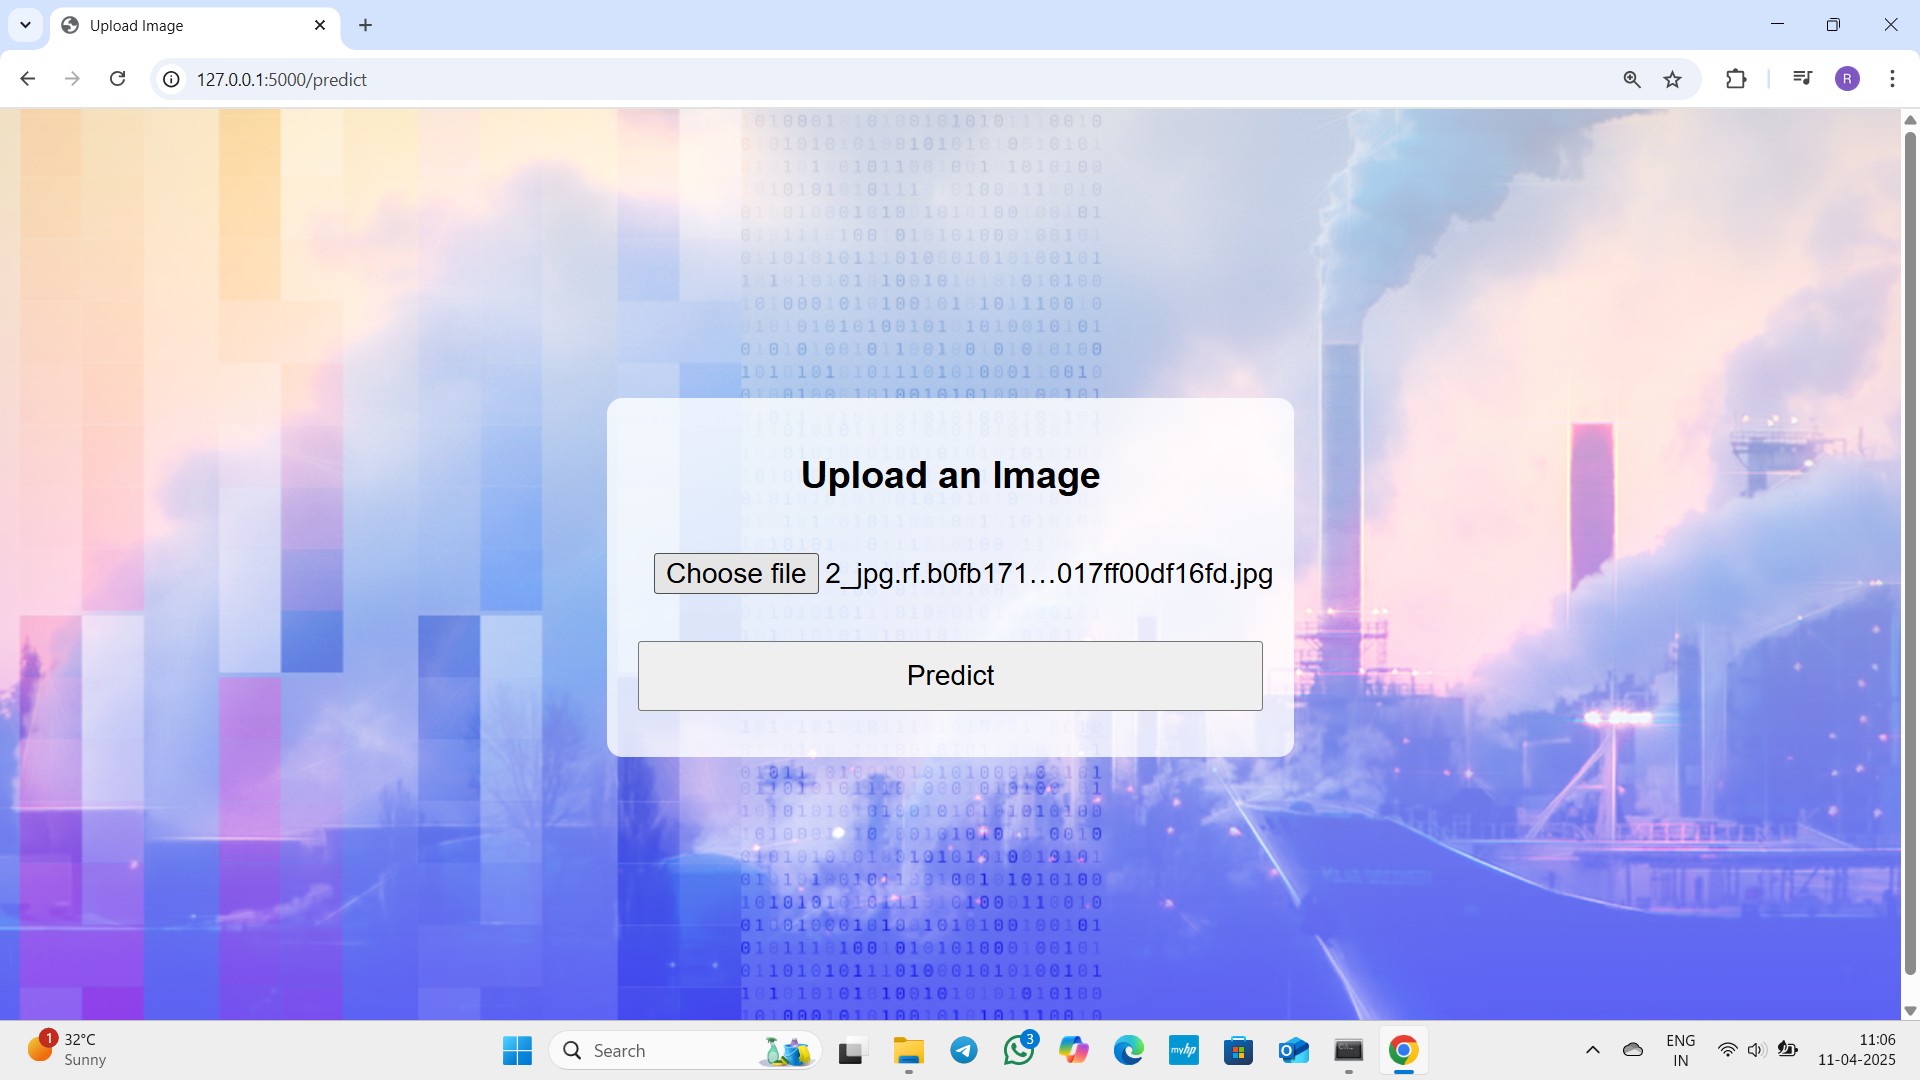 Upload Image
127.0.0.1:5000/predict
R
Upload an Image
Choose file 2_jpg.rf.b0fb171...017ff00df16fd.jpg
Predict
1
32°C
Sunny
Search
3
myhp
ENG
IN
11:06
11-04-2025